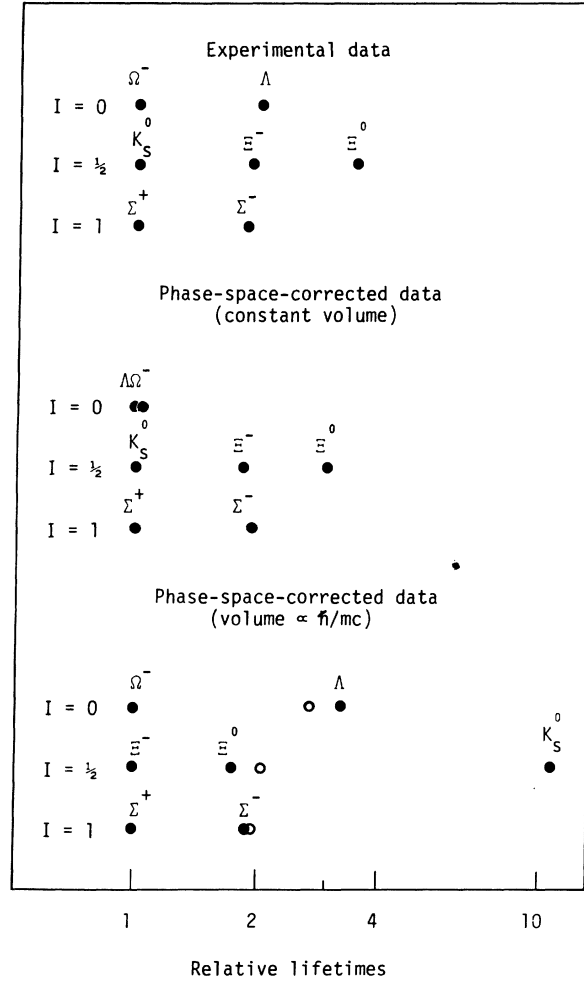 Experimental data
Ω⁻ Λ
I = 0
K⁰ₛ Ξ⁻ Ξ⁰
I = ½
Σ⁺ Σ⁻
I = 1
Phase-space-corrected data
(constant volume)
ΛΩ⁻
I = 0
K⁰ₛ Ξ⁻ Ξ⁰
I = ½
Σ⁺ Σ⁻
I = 1
Phase-space-corrected data
(volume ∝ ħ/mc)
Ω⁻ Λ
I = 0
Ξ⁻ Ξ⁰ K⁰ₛ
I = ½
Σ⁺ Σ⁻
I = 1
1 2 4 10
Relative lifetimes